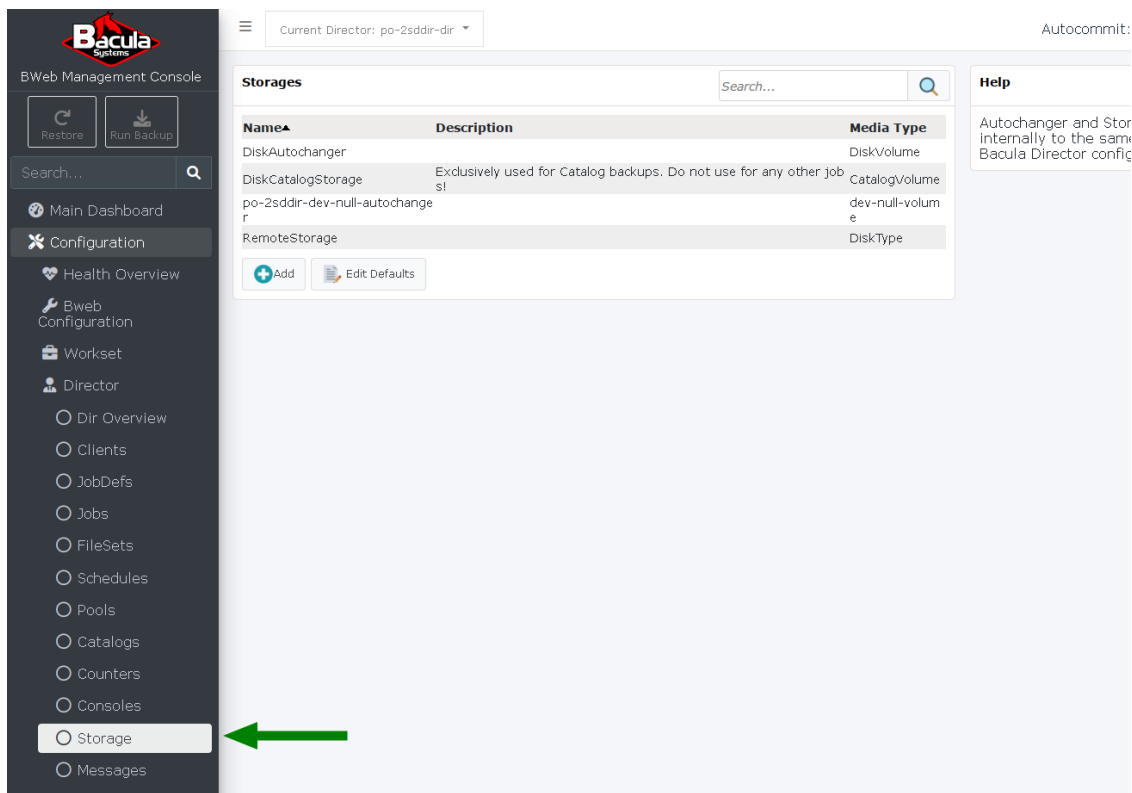 Bacula
Systems
BWeb Management Console
Restore
Run Backup
Search...
Main Dashboard
Configuration
Health Overview
Bweb
Configuration
Workset
Director
Dir Overview
Clients
JobDefs
Jobs
FileSets
Schedules
Pools
Catalogs
Counters
Consoles
Storage
Messages
Current Director: po-2sddir-dir
Autocommit:
Storages
Search...
Name Description Media Type
DiskAutochanger DiskVolume
DiskCatalogStorage Exclusively used for Catalog backups. Do not use for any other job
s! CatalogVolume
po-2sddir-dev-null-autochange dev-null-volum
r e
RemoteStorage DiskType
Add Edit Defaults
Help
Autochanger and Stor
internally to the same
Bacula Director config